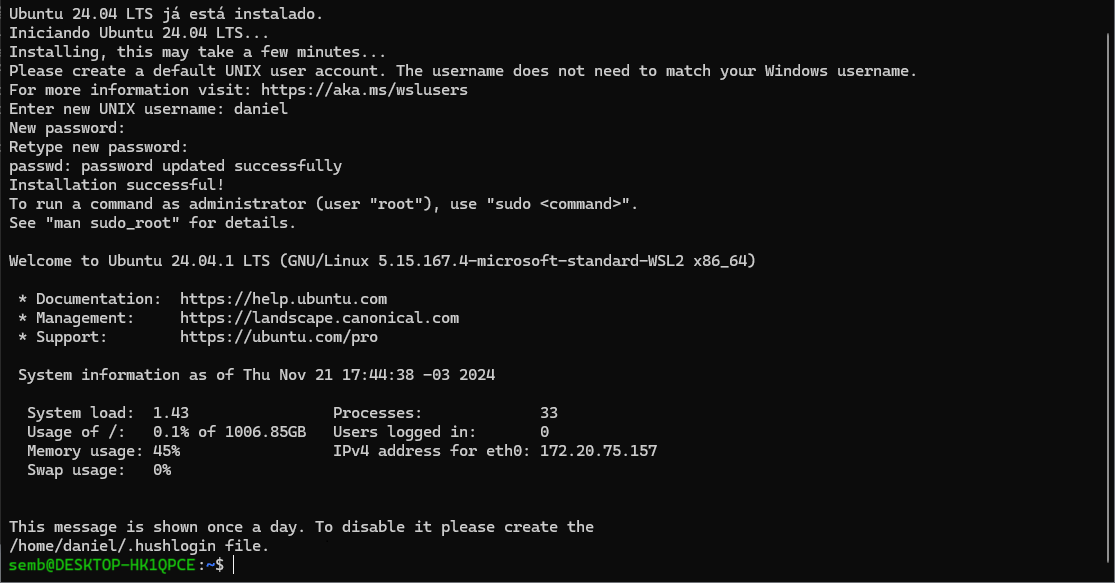 Ubuntu 24.04 LTS já está instalado.
Iniciando Ubuntu 24.04 LTS...
Installing, this may take a few minutes...
Please create a default UNIX user account. The username does not need to match your Windows username.
For more information visit: https://aka.ms/wslusers
Enter new UNIX username: daniel
New password:
Retype new password:
passwd: password updated successfully
Installation successful!
To run a command as administrator (user "root"), use "sudo <command>".
See "man sudo_root" for details.

Welcome to Ubuntu 24.04.1 LTS (GNU/Linux 5.15.167.4-microsoft-standard-WSL2 x86_64)

 * Documentation:  https://help.ubuntu.com
 * Management:     https://landscape.canonical.com
 * Support:        https://ubuntu.com/pro

 System information as of Thu Nov 21 17:44:38 -03 2024

  System load:  1.43                Processes:             33
  Usage of /:   0.1% of 1006.85GB   Users logged in:       0
  Memory usage: 45%                 IPv4 address for eth0: 172.20.75.157
  Swap usage:   0%

This message is shown once a day. To disable it please create the
/home/daniel/.hushlogin file.
semb@DESKTOP-HK1QPCE:~$